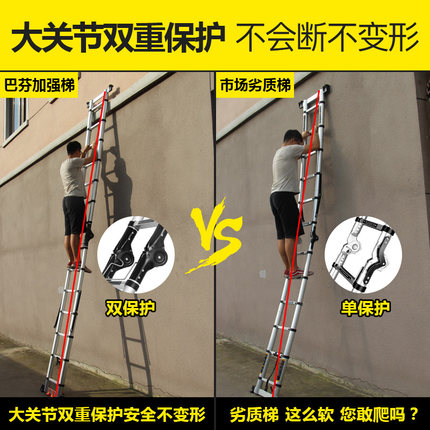 大关节双重保护 不会断不变形
巴芬加强梯
市场劣质梯
VS
双保护
单保护
大关节双重保护安全不变形
劣质梯 这么软 您敢爬吗?